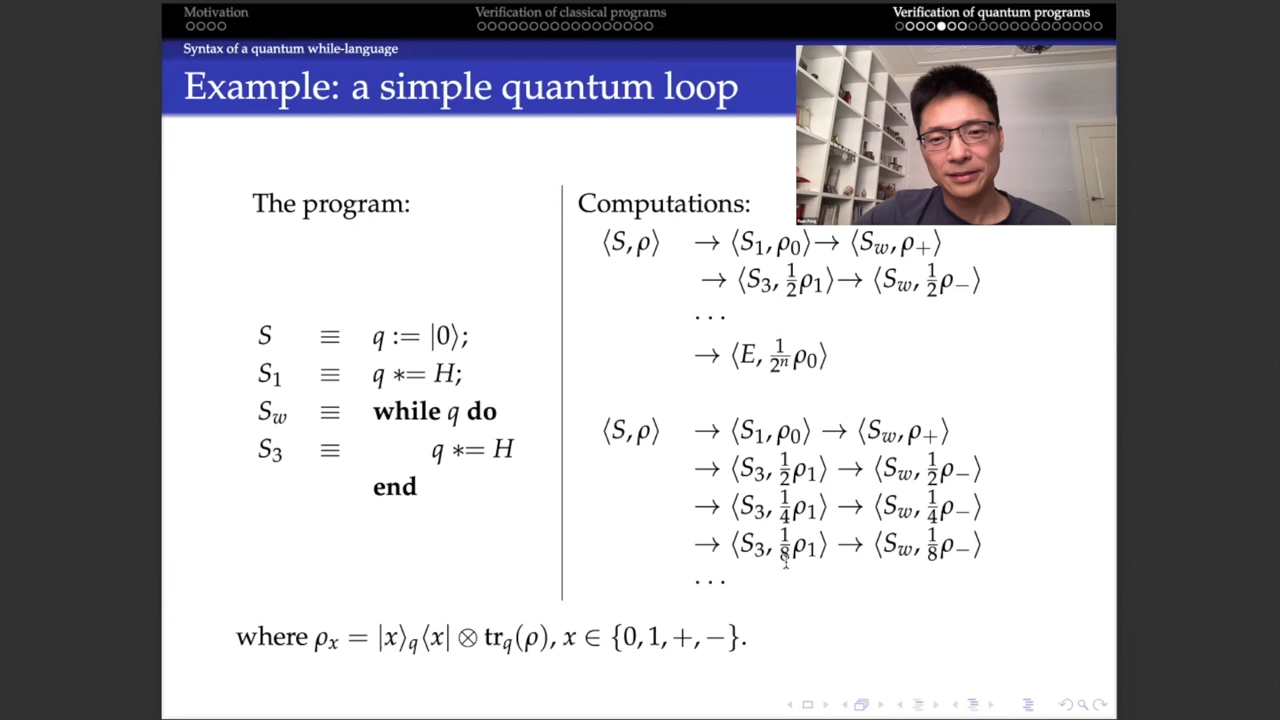 Motivation
Verification of classical programs
Verification of quantum programs
Syntax of a quantum while-language
Example: a simple quantum loop
Yuan Feng
The program:
S ≡ q := |0⟩;
S₁ ≡ q *= H;
S_w ≡ while q do
S₃ ≡ q *= H
end
Computations:
⟨S, ρ⟩ → ⟨S₁, ρ₀⟩ → ⟨S_w, ρ₊⟩
→ ⟨S₃, ½ρ₁⟩ → ⟨S_w, ½ρ₋⟩
· · ·
→ ⟨E, 1/2ⁿ ρ₀⟩
⟨S, ρ⟩ → ⟨S₁, ρ₀⟩ → ⟨S_w, ρ₊⟩
→ ⟨S₃, ½ρ₁⟩ → ⟨S_w, ½ρ₋⟩
→ ⟨S₃, ¼ρ₁⟩ → ⟨S_w, ¼ρ₋⟩
→ ⟨S₃, ⅛ρ₁⟩ → ⟨S_w, ⅛ρ₋⟩
· · ·
where ρₓ = |x⟩_q⟨x| ⊗ tr_q(ρ), x ∈ {0, 1, +, −}.